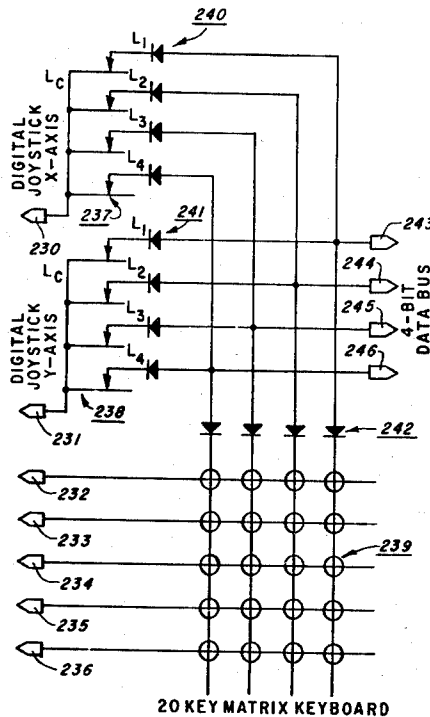 240
L1
LC
L2
L3
L4
DIGITAL
JOYSTICK
X-AXIS
237
230
241
L1
243
LC
L2
244
L3
245
L4
246
4-BIT
DATA BUS
DIGITAL
JOYSTICK
Y-AXIS
238
231
242
232
233
239
234
235
236
20 KEY MATRIX KEYBOARD